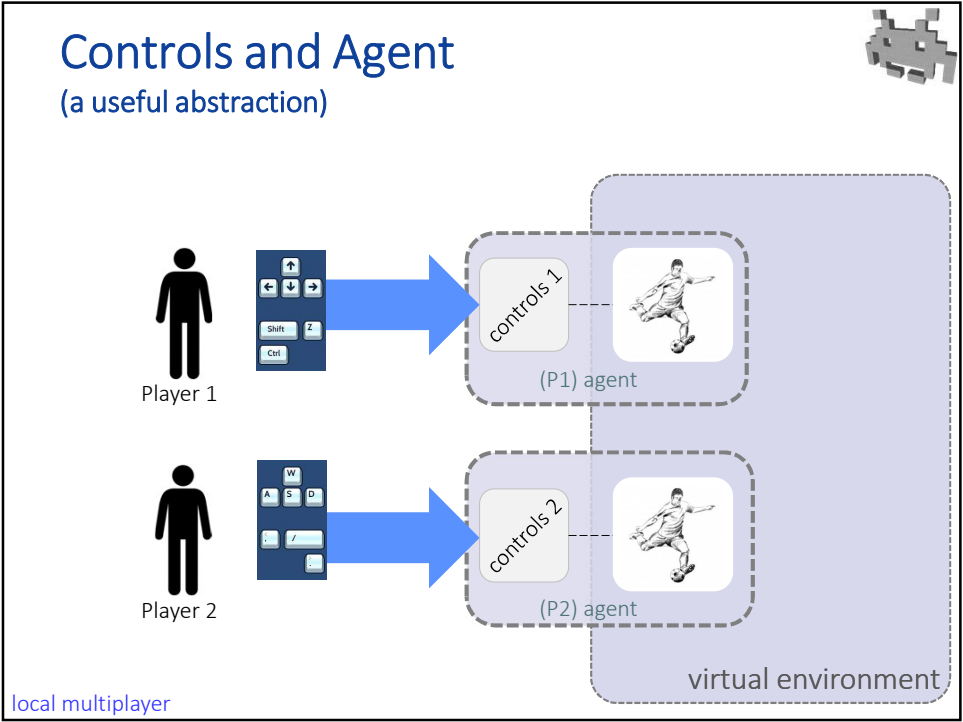 Controls and Agent
(a useful abstraction)
Shift
Z
Ctrl
controls 1
(P1) agent
Player 1
W
A
S
D
/
controls 2
(P2) agent
Player 2
virtual environment
local multiplayer